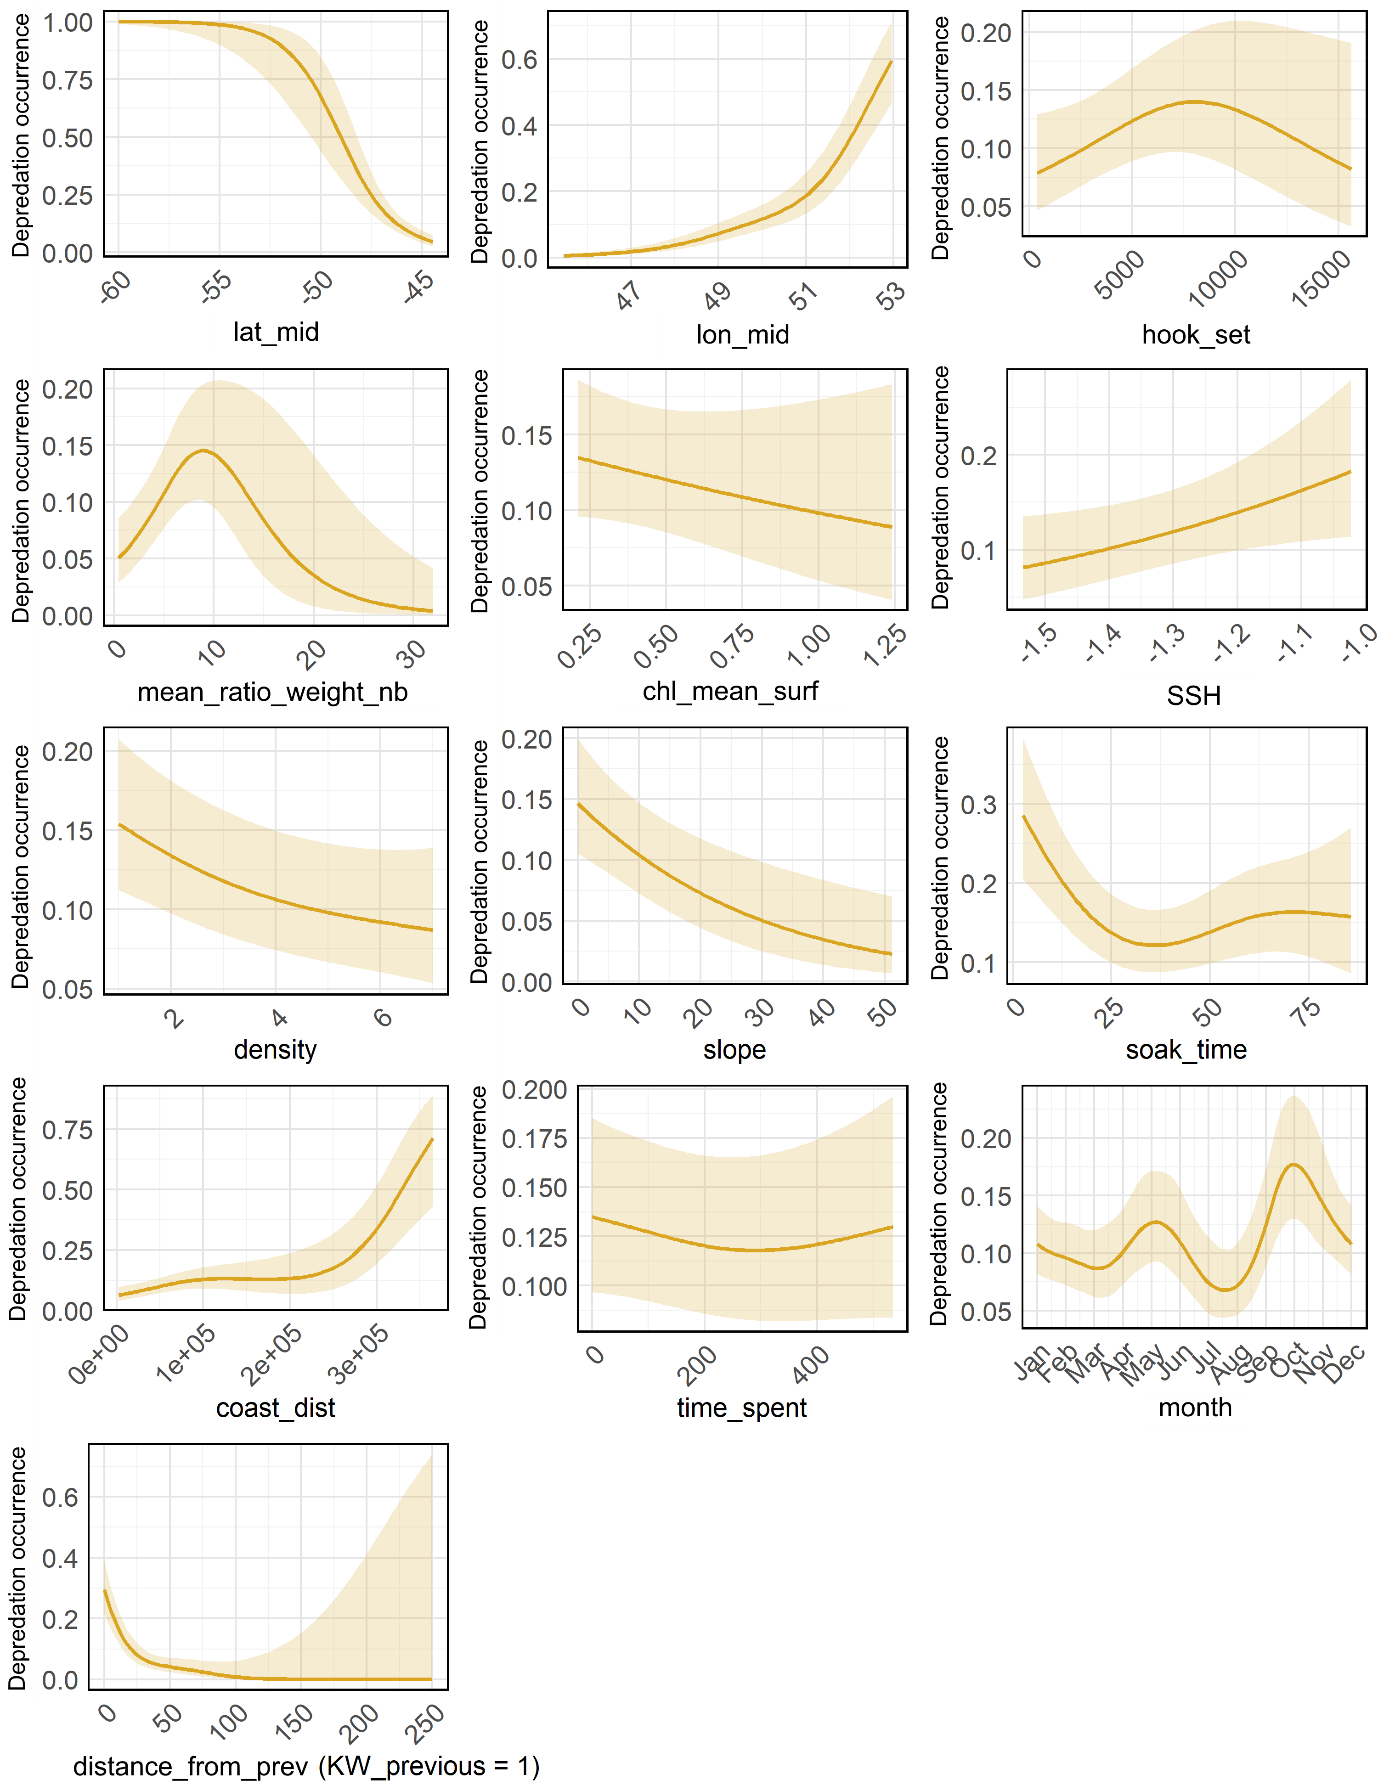 Depredation occurrence
1.00
0.75
0.50
0.25
0.00
-60
-55
-50
-45
lat_mid
Depredation occurrence
0.6
0.4
0.2
0.0
47
49
51
53
lon_mid
Depredation occurrence
0.20
0.15
0.10
0.05
0
5000
10000
15000
hook_set
Depredation occurrence
0.20
0.15
0.10
0.05
0.00
0
10
20
30
mean_ratio_weight_nb
Depredation occurrence
0.15
0.10
0.05
0.25
0.50
0.75
1.00
1.25
chl_mean_surf
Depredation occurrence
0.2
0.1
-1.5
-1.4
-1.3
-1.2
-1.1
-1.0
SSH
Depredation occurrence
0.20
0.15
0.10
0.05
2
4
6
density
Depredation occurrence
0.20
0.15
0.10
0.05
0.00
0
10
20
30
40
50
slope
Depredation occurrence
0.3
0.2
0.1
0
25
50
75
soak_time
Depredation occurrence
0.75
0.50
0.25
0.00
0e+00
1e+05
2e+05
3e+05
coast_dist
Depredation occurrence
0.200
0.175
0.150
0.125
0.100
0
200
400
time_spent
Depredation occurrence
0.20
0.15
0.10
0.05
Jan
Feb
Mar
Apr
May
Jun
Jul
Aug
Sep
Oct
Nov
Dec
month
Depredation occurrence
0.6
0.4
0.2
0.0
0
50
100
150
200
250
distance_from_prev (KW_previous = 1)